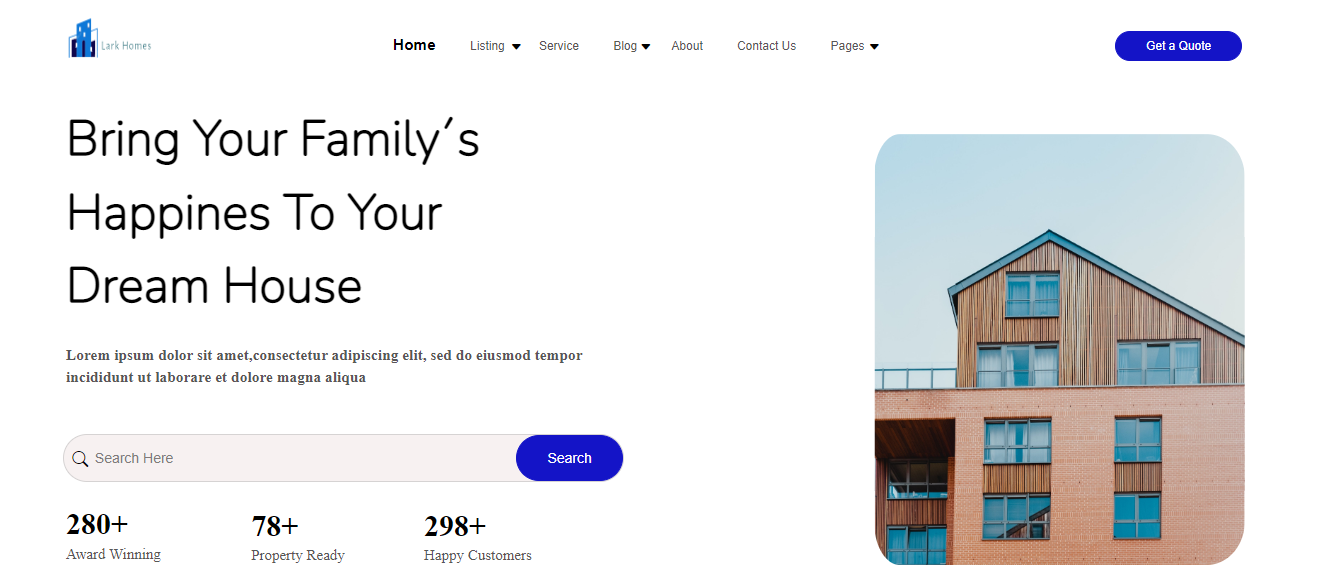 Lark Homes
Home Listing Service Blog About Contact Us Pages
Get a Quote
Bring Your Family´s
Happines To Your
Dream House
Lorem ipsum dolor sit amet,consectetur adipiscing elit, sed do eiusmod tempor
incididunt ut laborare et dolore magna aliqua
Search Here
Search
280+ 78+ 298+
Award Winning Property Ready Happy Customers